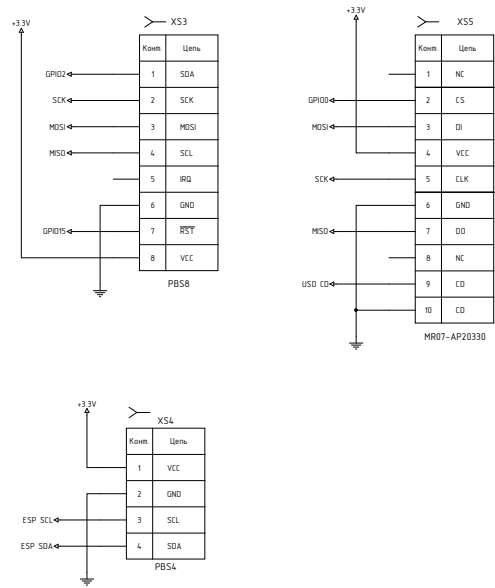 +3.3V
XS3
Конт. Цепь
GPIO2 1 SDA
SCK 2 SCK
MOSI 3 MOSI
MISO 4 SCL
5 IRQ
6 GND
GPIO15 7 RST
8 VCC
PBS8
+3.3V
XS5
Конт. Цепь
1 NC
GPIO0 2 CS
MOSI 3 DI
4 VCC
SCK 5 CLK
6 GND
MISO 7 DO
8 NC
USD CD 9 CD
10 CD
MR07-AP20330
+3.3V
XS4
Конт. Цепь
1 VCC
2 GND
ESP SCL 3 SCL
ESP SDA 4 SDA
PBS4